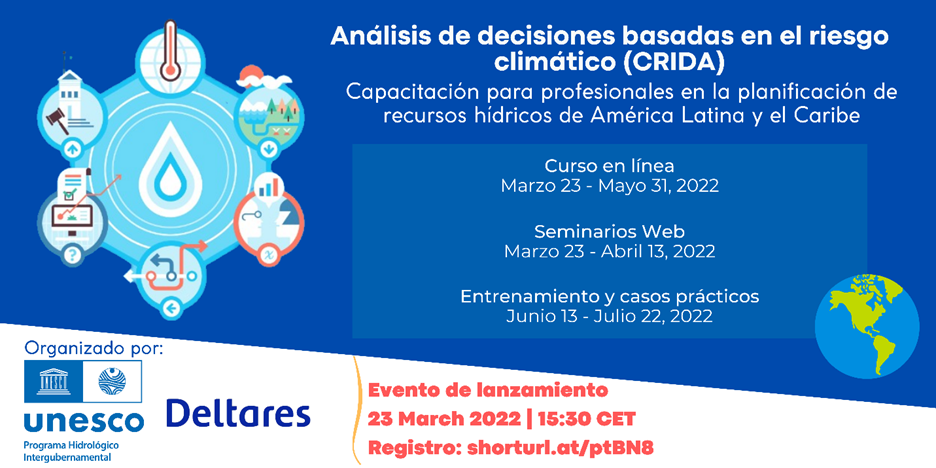 Análisis de decisiones basadas en el riesgo
climático (CRIDA)
Capacitación para profesionales en la planificación de
recursos hídricos de América Latina y el Caribe
Curso en línea
Marzo 23 - Mayo 31, 2022
Seminarios Web
Marzo 23 - Abril 13, 2022
Entrenamiento y casos prácticos
Junio 13 - Julio 22, 2022
Organizado por:
unesco
Programa Hidrológico
Intergubernamental
Deltares
Evento de lanzamiento
23 March 2022 | 15:30 CET
Registro: shorturl.at/ptBN8